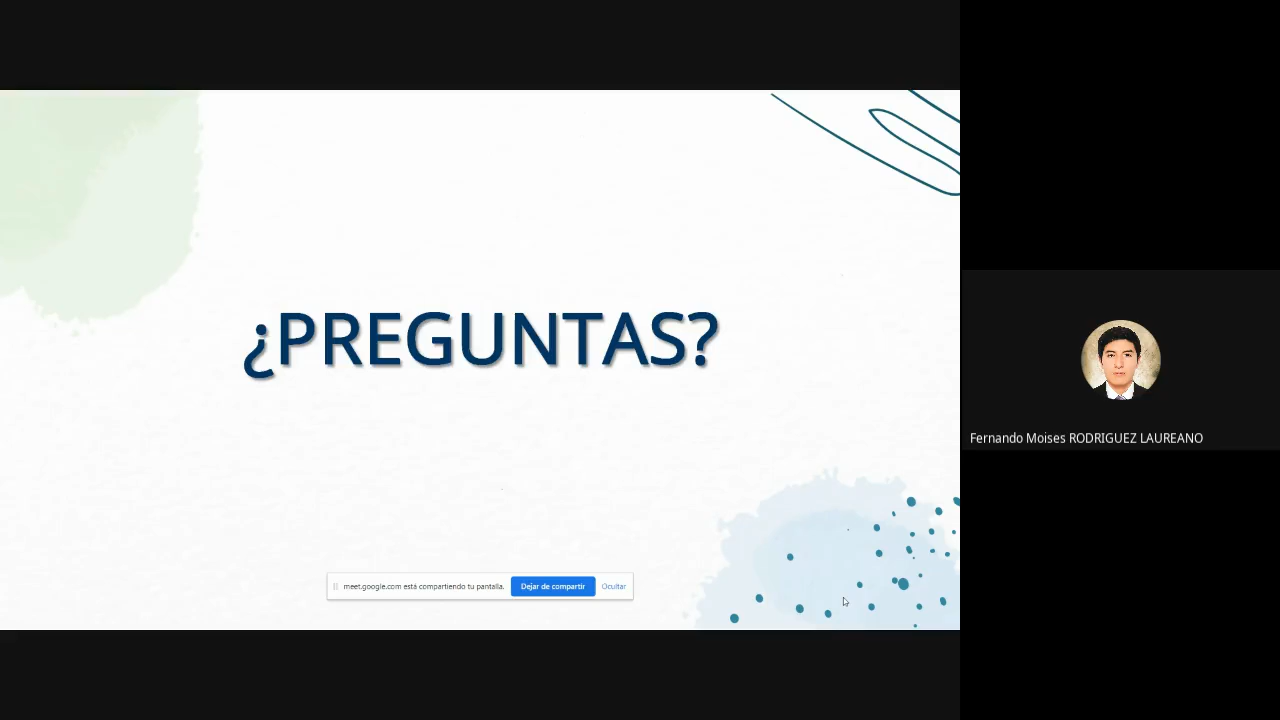 ¿PREGUNTAS?
meet.google.com está compartiendo tu pantalla. Dejar de compartir Ocultar
Fernando Moises RODRIGUEZ LAUREANO